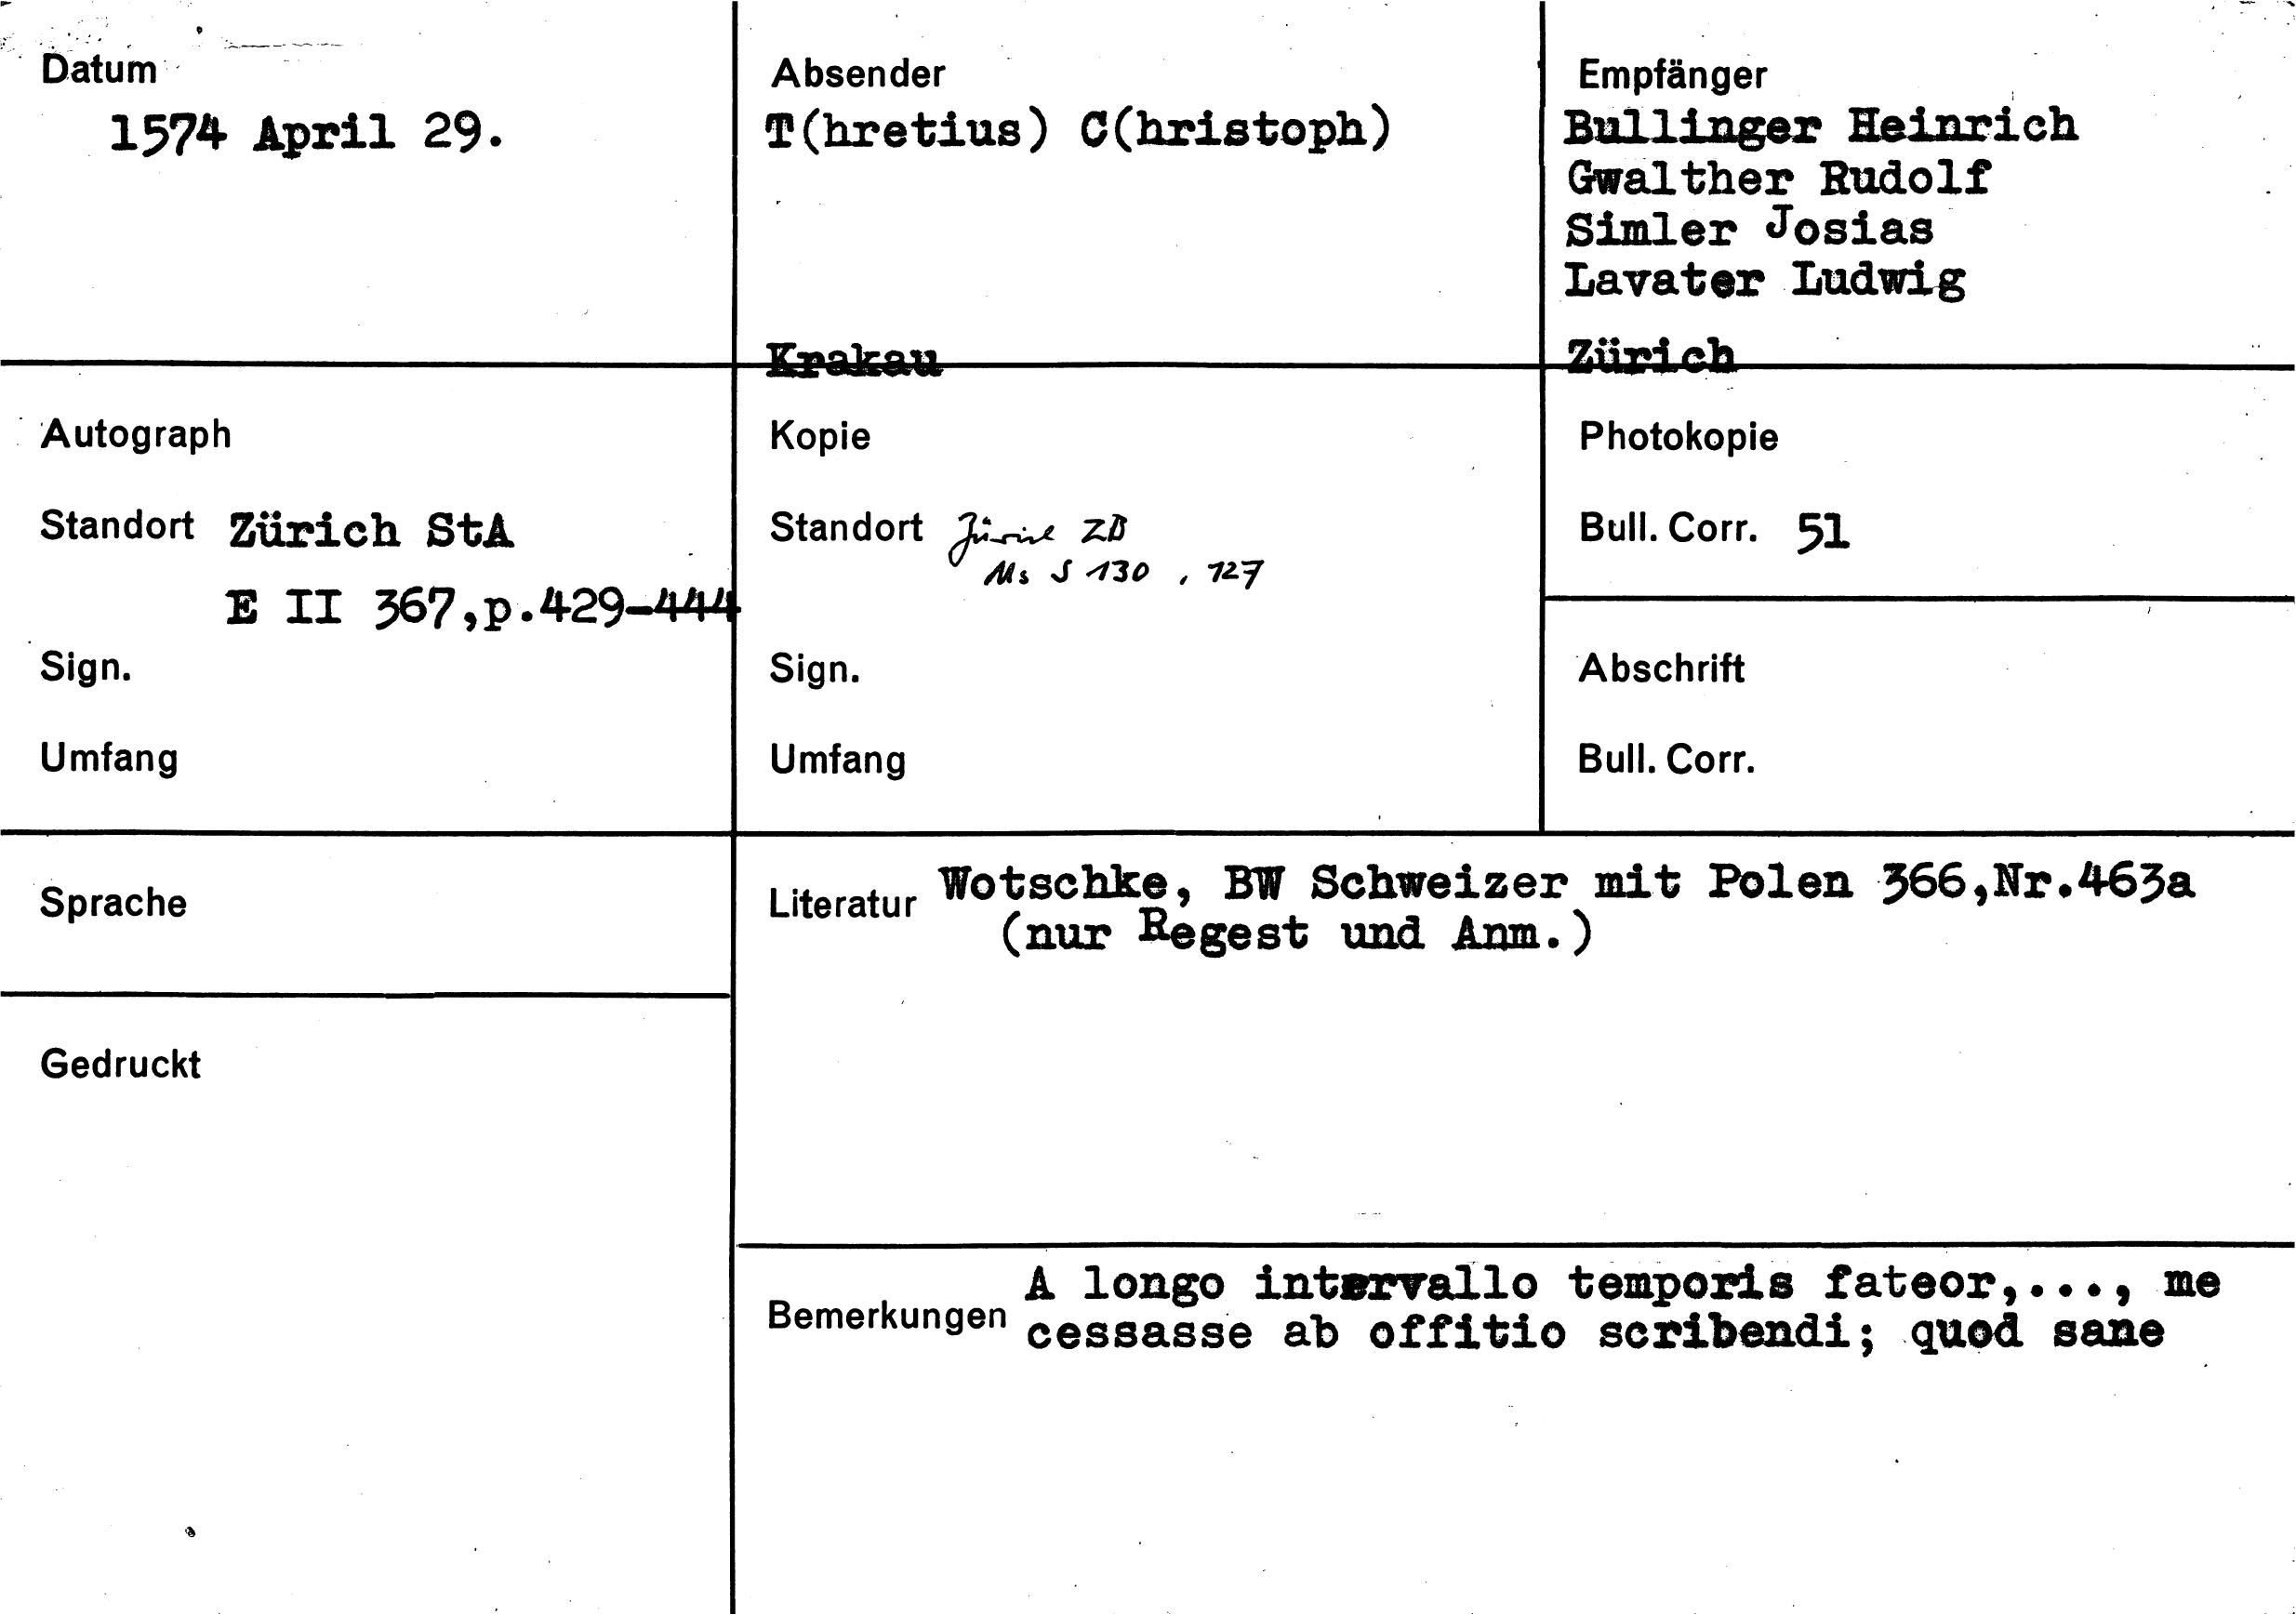 Datum
1574 April 29.
Absender
T(hretius) C(hristoph)
Krakau
Empfänger
Bullinger Heinrich
Gwalther Rudolf
Simler Josias
Lavater Ludwig
Zürich
Autograph
Standort Zürich StA
E II 367,p.429-444
Sign.
Umfang
Kopie
Standort Zürich ZB
Ms S 130, 127
Sign.
Umfang
Photokopie
Bull. Corr. 51
Abschrift
Bull. Corr.
Sprache
Gedruckt
Literatur Wotschke, BW Schweizer mit Polen 366,Nr.463a
(nur Regest und Anm.)
Bemerkungen A longo intervallo temporis fateor,..., me
cessasse ab offitio scribendi; quod sane